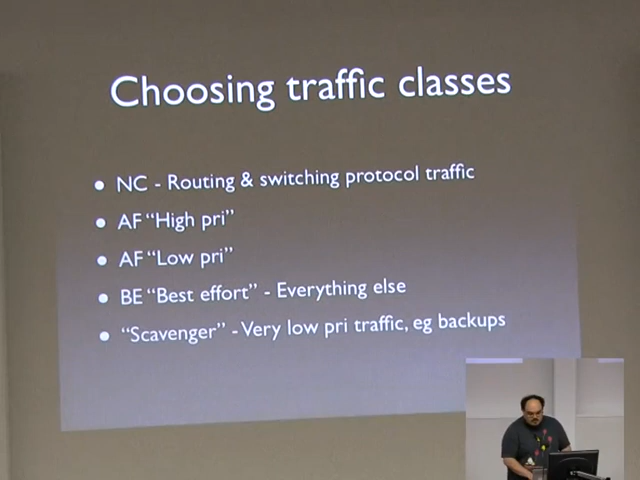 Choosing traffic classes
• NC - Routing & switching protocol traffic
• AF “High pri”
• AF “Low pri”
• BE “Best effort” - Everything else
• “Scavenger” - Very low pri traffic, eg backups